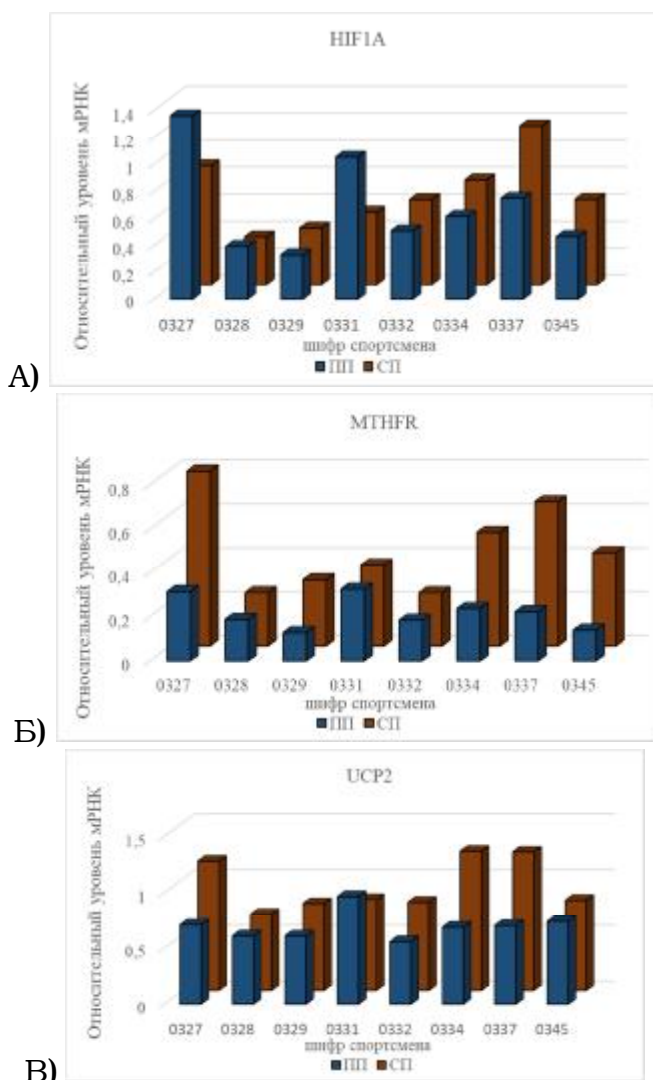 HIF1A
Относительный уровень мРНК
1,4
1,2
1
0,8
0,6
0,4
0,2
0
0327 0328 0329 0331 0332 0334 0337 0345
шифр спортсмена
ПП СП
А)
MTHFR
Относительный уровень мРНК
0,8
0,6
0,4
0,2
0
0327 0328 0329 0331 0332 0334 0337 0345
шифр спортсмена
ПП СП
Б)
UCP2
Относительный уровень мРНК
1,5
1
0,5
0
0327 0328 0329 0331 0332 0334 0337 0345
шифр спортсмена
ПП СП
В)